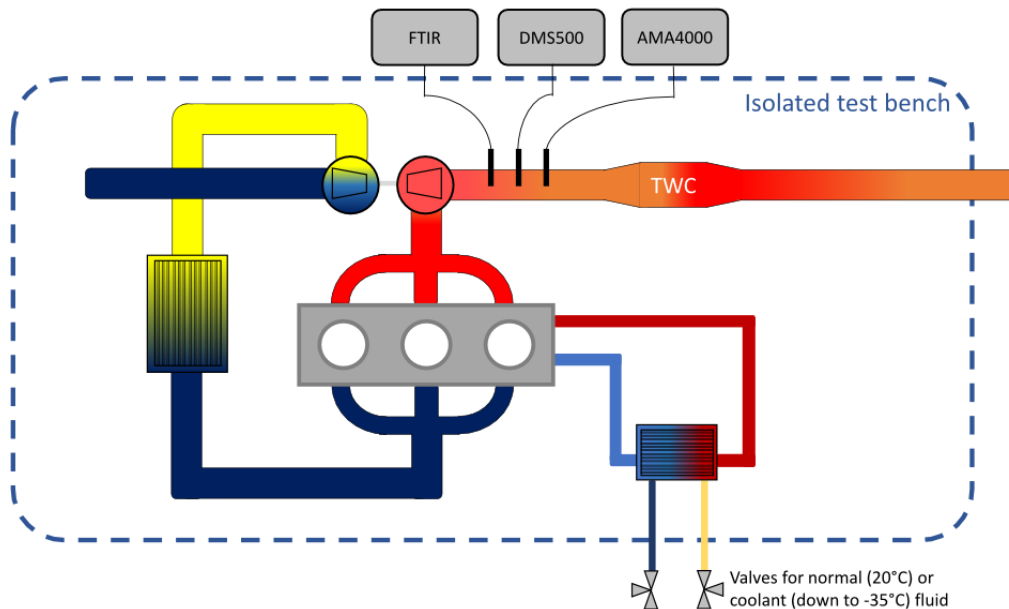 FTIR
DMS500
AMA4000
Isolated test bench
TWC
Valves for normal (20°C) or
coolant (down to -35°C) fluid